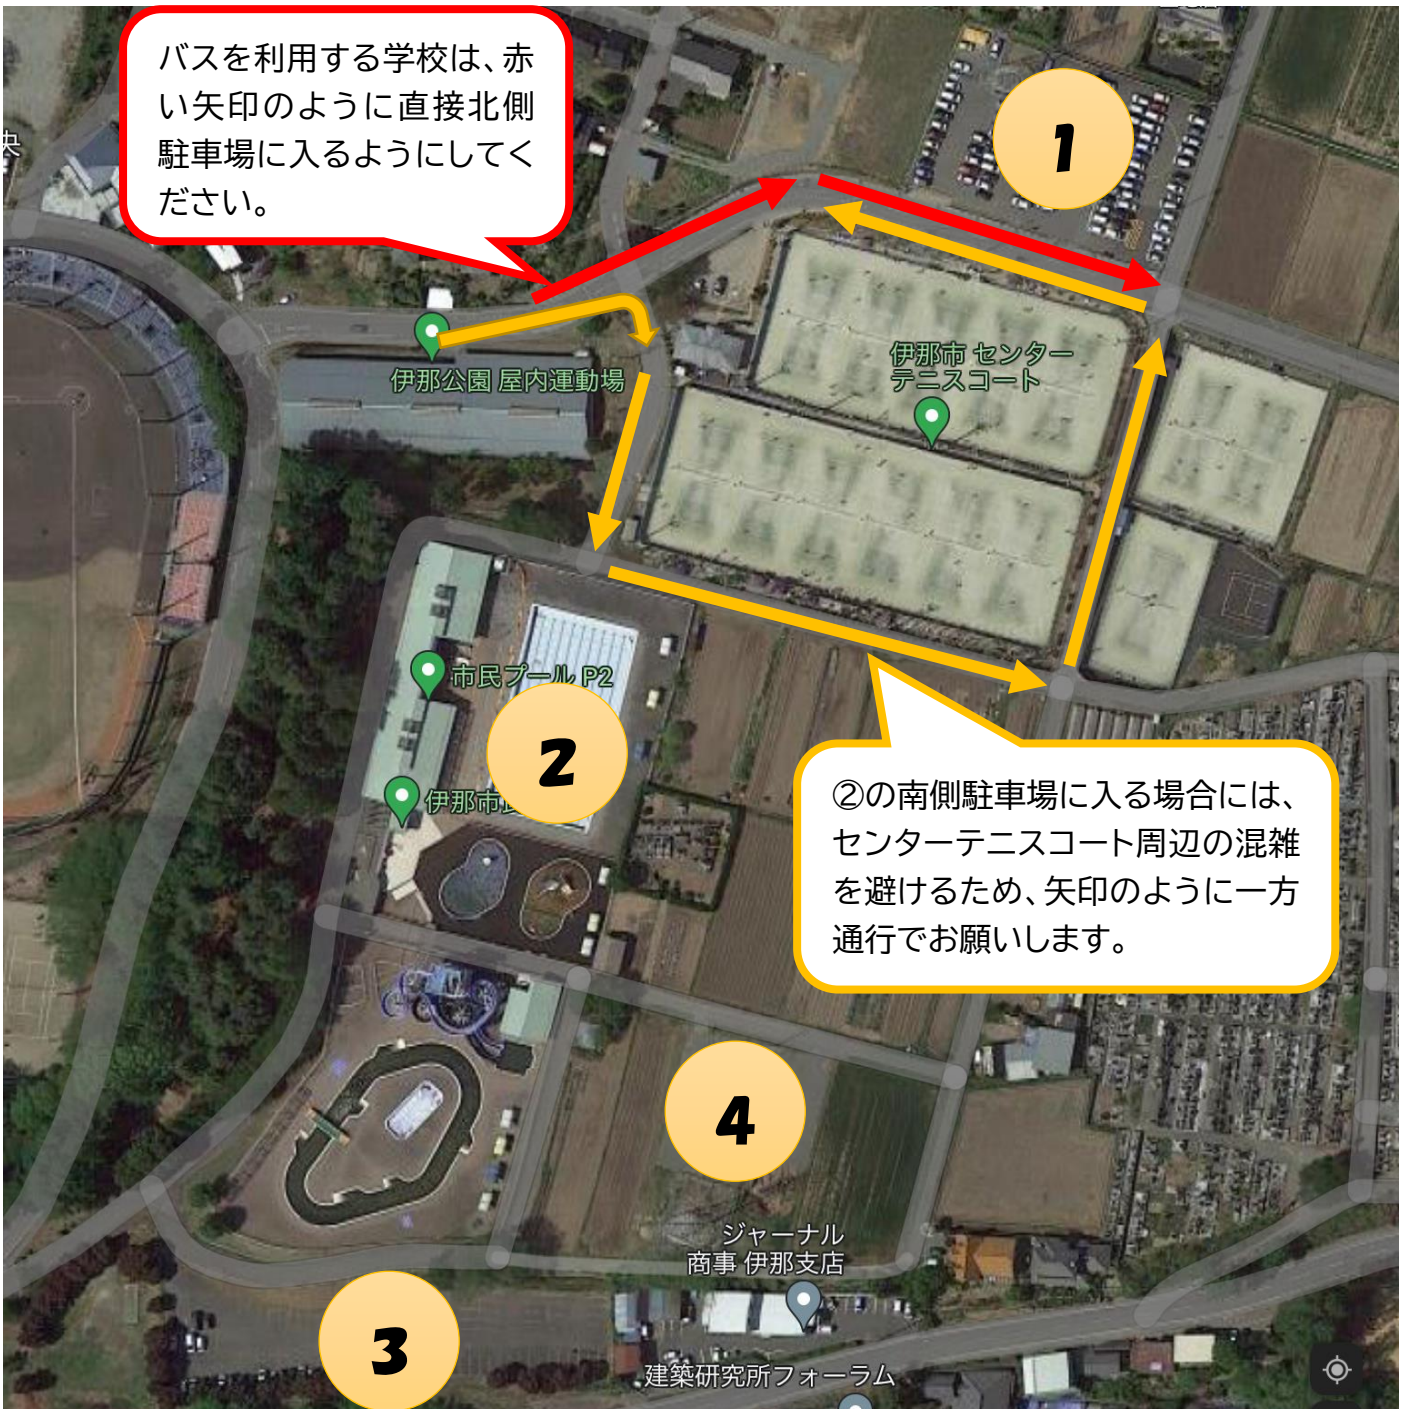 バスを利用する学校は、赤
い矢印のように直接北側
駐車場に入るようにしてく
ださい。
央
1
伊那市 センター
テニスコート
伊那公園 屋内運動場
市民プール P2
2
伊那市民
②の南側駐車場に入る場合には、
センターテニスコート周辺の混雑
を避けるため、矢印のように一方
通行でお願いします。
4
ジャーナル
商事 伊那支店
3
建築研究所フォーラム